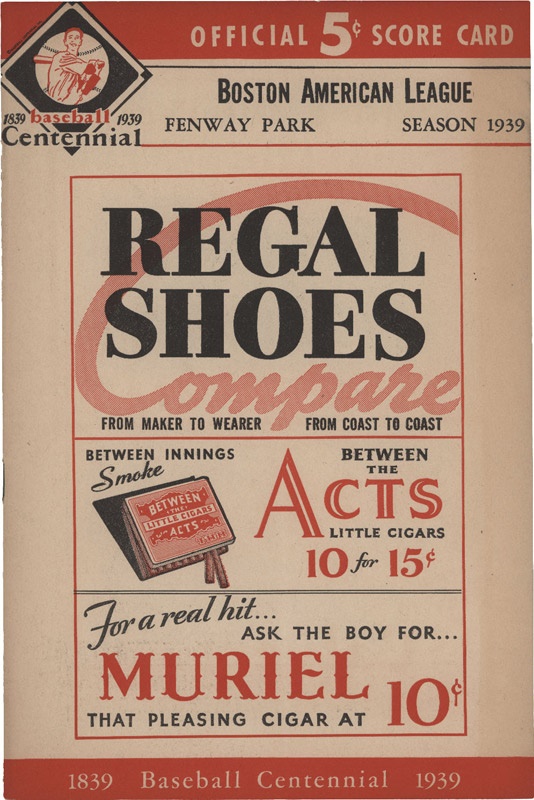 OFFICIAL 5¢ SCORE CARD
1839 baseball 1939
Centennial
BOSTON AMERICAN LEAGUE
FENWAY PARK SEASON 1939
REGAL
SHOES
Compare
FROM MAKER TO WEARER FROM COAST TO COAST
BETWEEN INNINGS
Smoke
BETWEEN
THE
LITTLE CIGARS
ACTS
BETWEEN
THE
ACTS
LITTLE CIGARS
10 for 15¢
For a real hit...
ASK THE BOY FOR...
MURIEL
THAT PLEASING CIGAR AT 10¢
1839 Baseball Centennial 1939